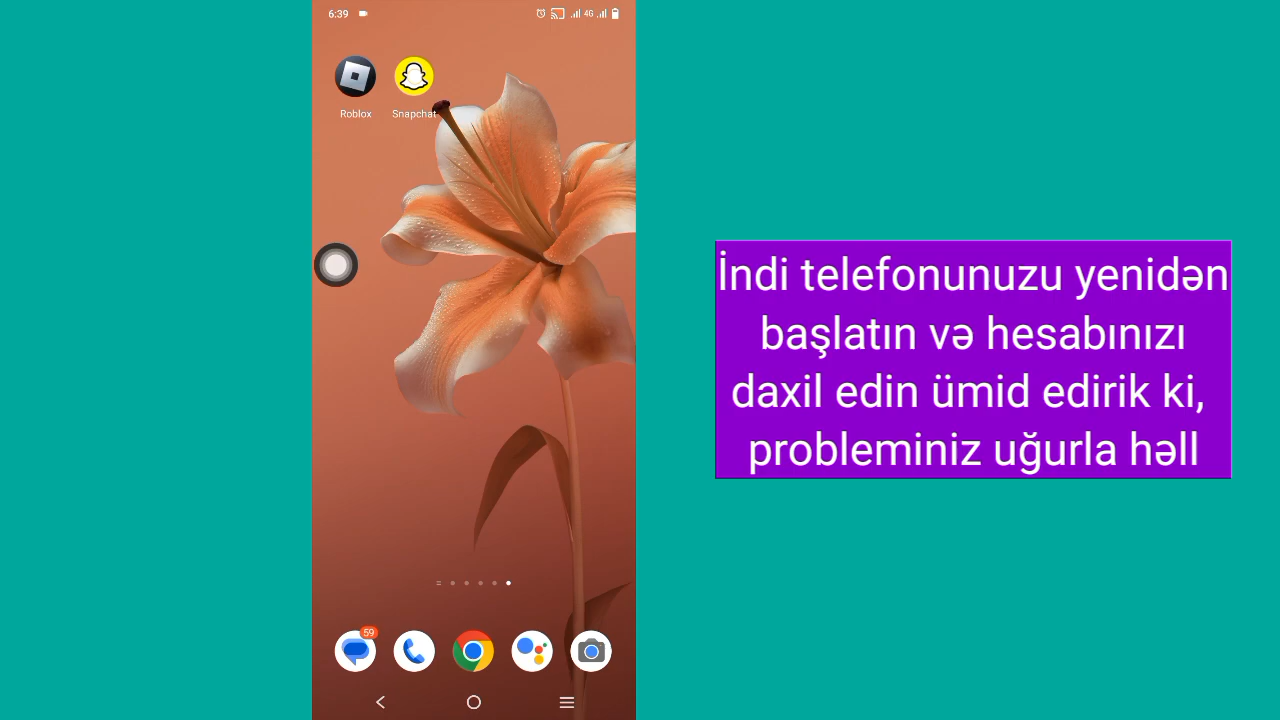 6:39
4G
Roblox
Snapchat
59
İndi telefonunuzu yenidən
başlatın və hesabınızı
daxil edin ümid edirik ki,
probleminiz uğurla həll